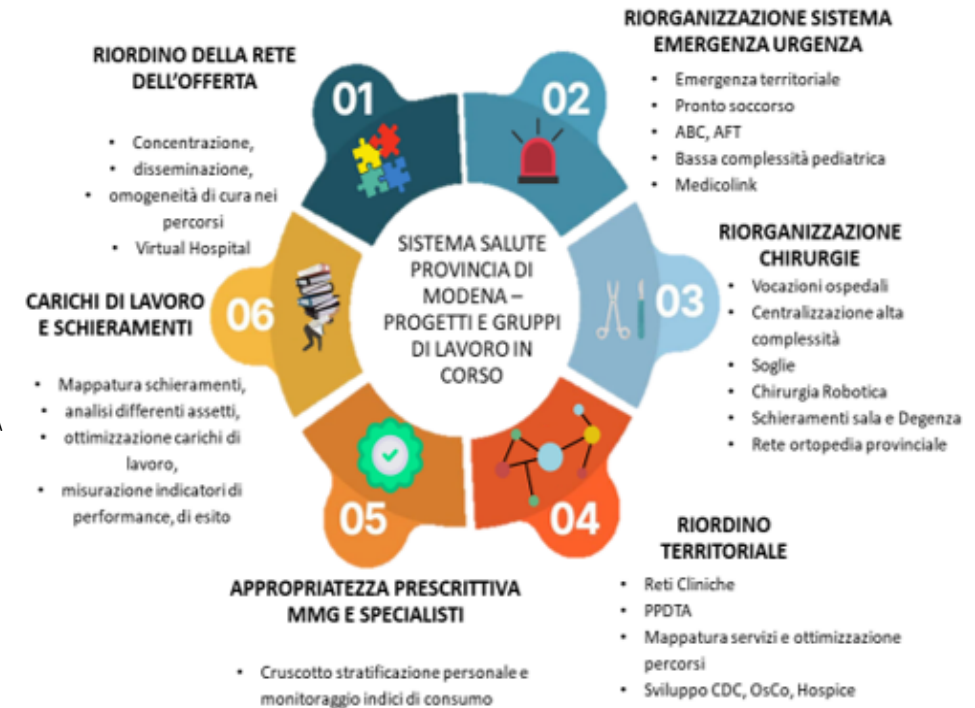 RIORDINO DELLA RETE
DELL'OFFERTA
• Concentrazione,
• disseminazione,
• omogeneità di cura nei
percorsi
• Virtual Hospital
01
RIORGANIZZAZIONE SISTEMA
EMERGENZA URGENZA
• Emergenza territoriale
• Pronto soccorso
• ABC, AFT
• Bassa complessità pediatrica
• Medicolink
02
SISTEMA SALUTE
PROVINCIA DI
MODENA –
PROGETTI E GRUPPI
DI LAVORO IN
CORSO
RIORGANIZZAZIONE
CHIRURGIE
• Vocazioni ospedali
• Centralizzazione alta
complessità
• Soglie
• Chirurgia Robotica
• Schieramenti sala e Degenza
• Rete ortopedia provinciale
03
RIORDINO
TERRITORIALE
• Reti Cliniche
• PPDTA
• Mappatura servizi e ottimizzazione
percorsi
• Sviluppo CDC, OsCo, Hospice
04
APPROPRIATEZZA PRESCRITTIVA
MMG E SPECIALISTI
• Cruscotto stratificazione personale e
monitoraggio indici di consumo
05
CARICHI DI LAVORO
E SCHIERAMENTI
• Mappatura schieramenti,
• analisi differenti assetti,
• ottimizzazione carichi di
lavoro,
• misurazione indicatori di
performance, di esito
06